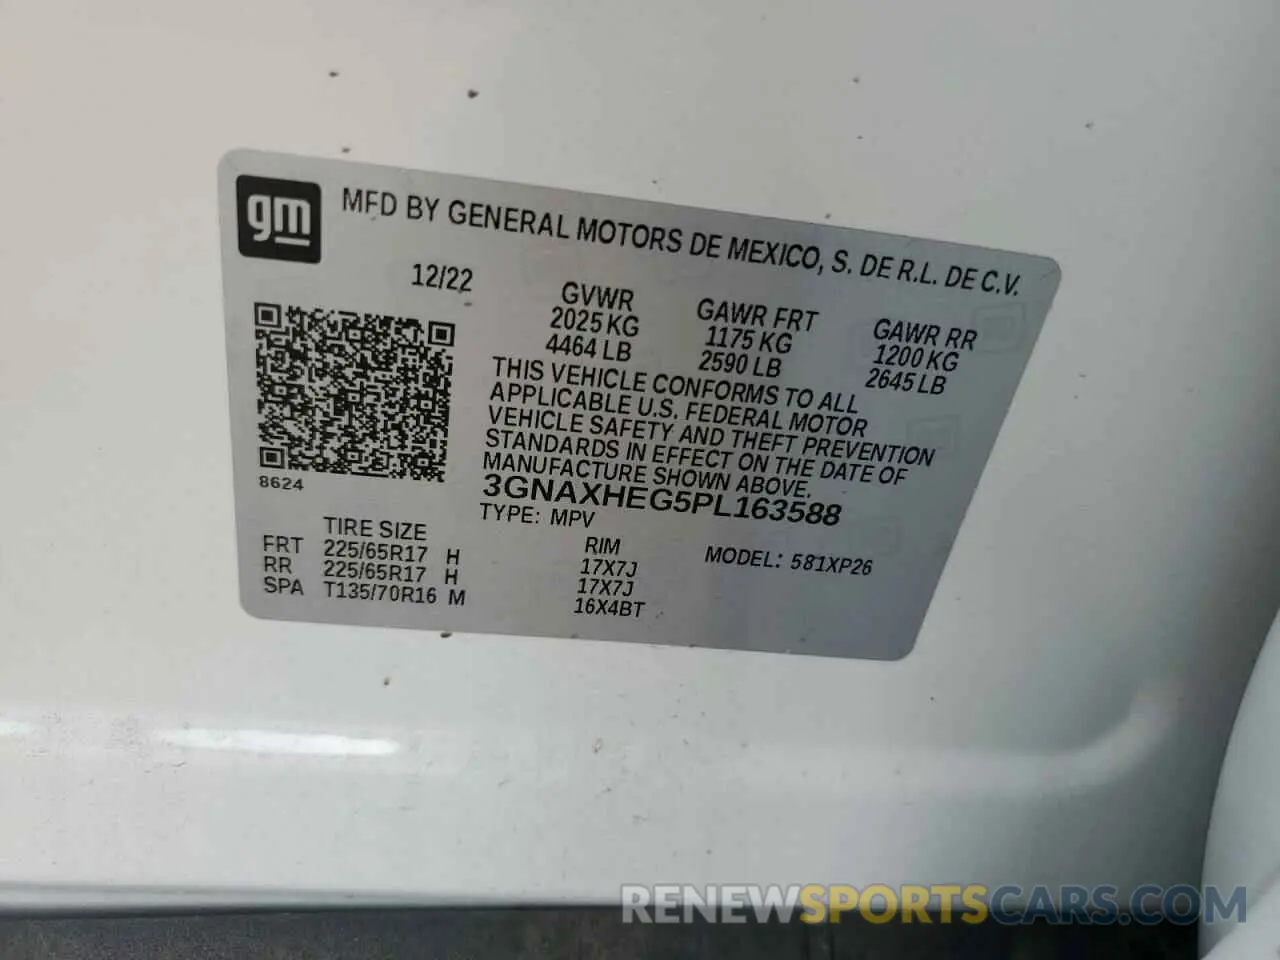 gm MFD BY GENERAL MOTORS DE MEXICO, S. DE R.L. DE C.V.
12/22 GVWR GAWR FRT GAWR RR
2025 KG 1175 KG 1200 KG
4464 LB 2590 LB 2645 LB
THIS VEHICLE CONFORMS TO ALL
APPLICABLE U.S. FEDERAL MOTOR
VEHICLE SAFETY AND THEFT PREVENTION
STANDARDS IN EFFECT ON THE DATE OF
MANUFACTURE SHOWN ABOVE.
8624
3GNAXHEG5PL163588
TYPE: MPV
MODEL: 581XP26
TIRE SIZE RIM
FRT 225/65R17 H 17X7J
RR 225/65R17 H 17X7J
SPA T135/70R16 M 16X4BT
RENEWSPORTSCARS.COM